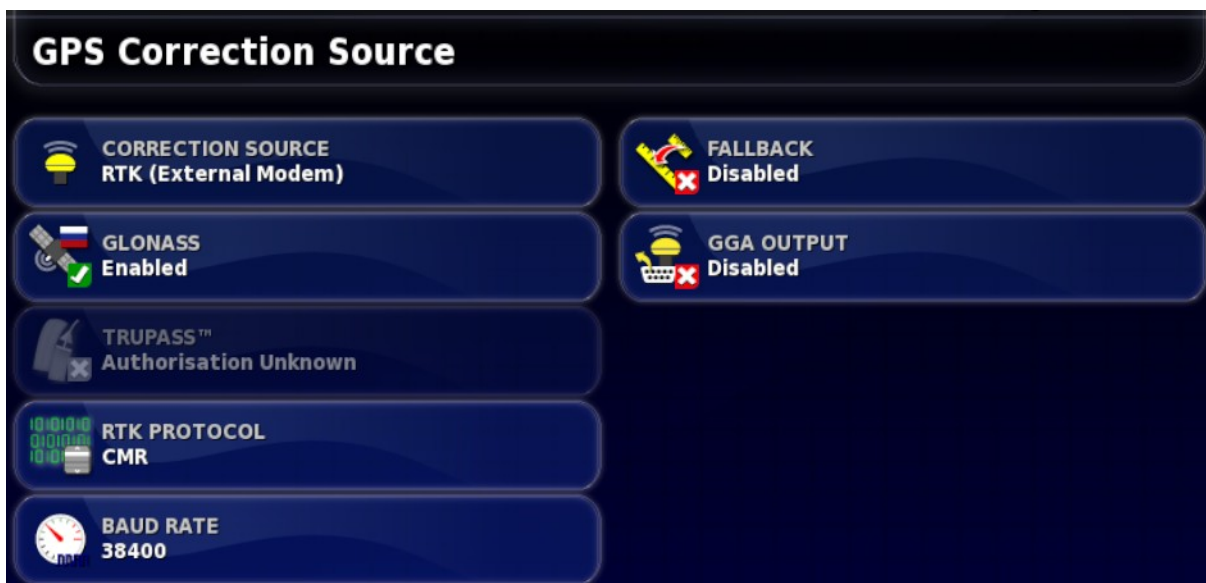 GPS Correction Source
CORRECTION SOURCE
RTK (External Modem)
GLONASS
Enabled
TRUPASS™
Authorisation Unknown
RTK PROTOCOL
CMR
BAUD RATE
38400
FALLBACK
Disabled
GGA OUTPUT
Disabled